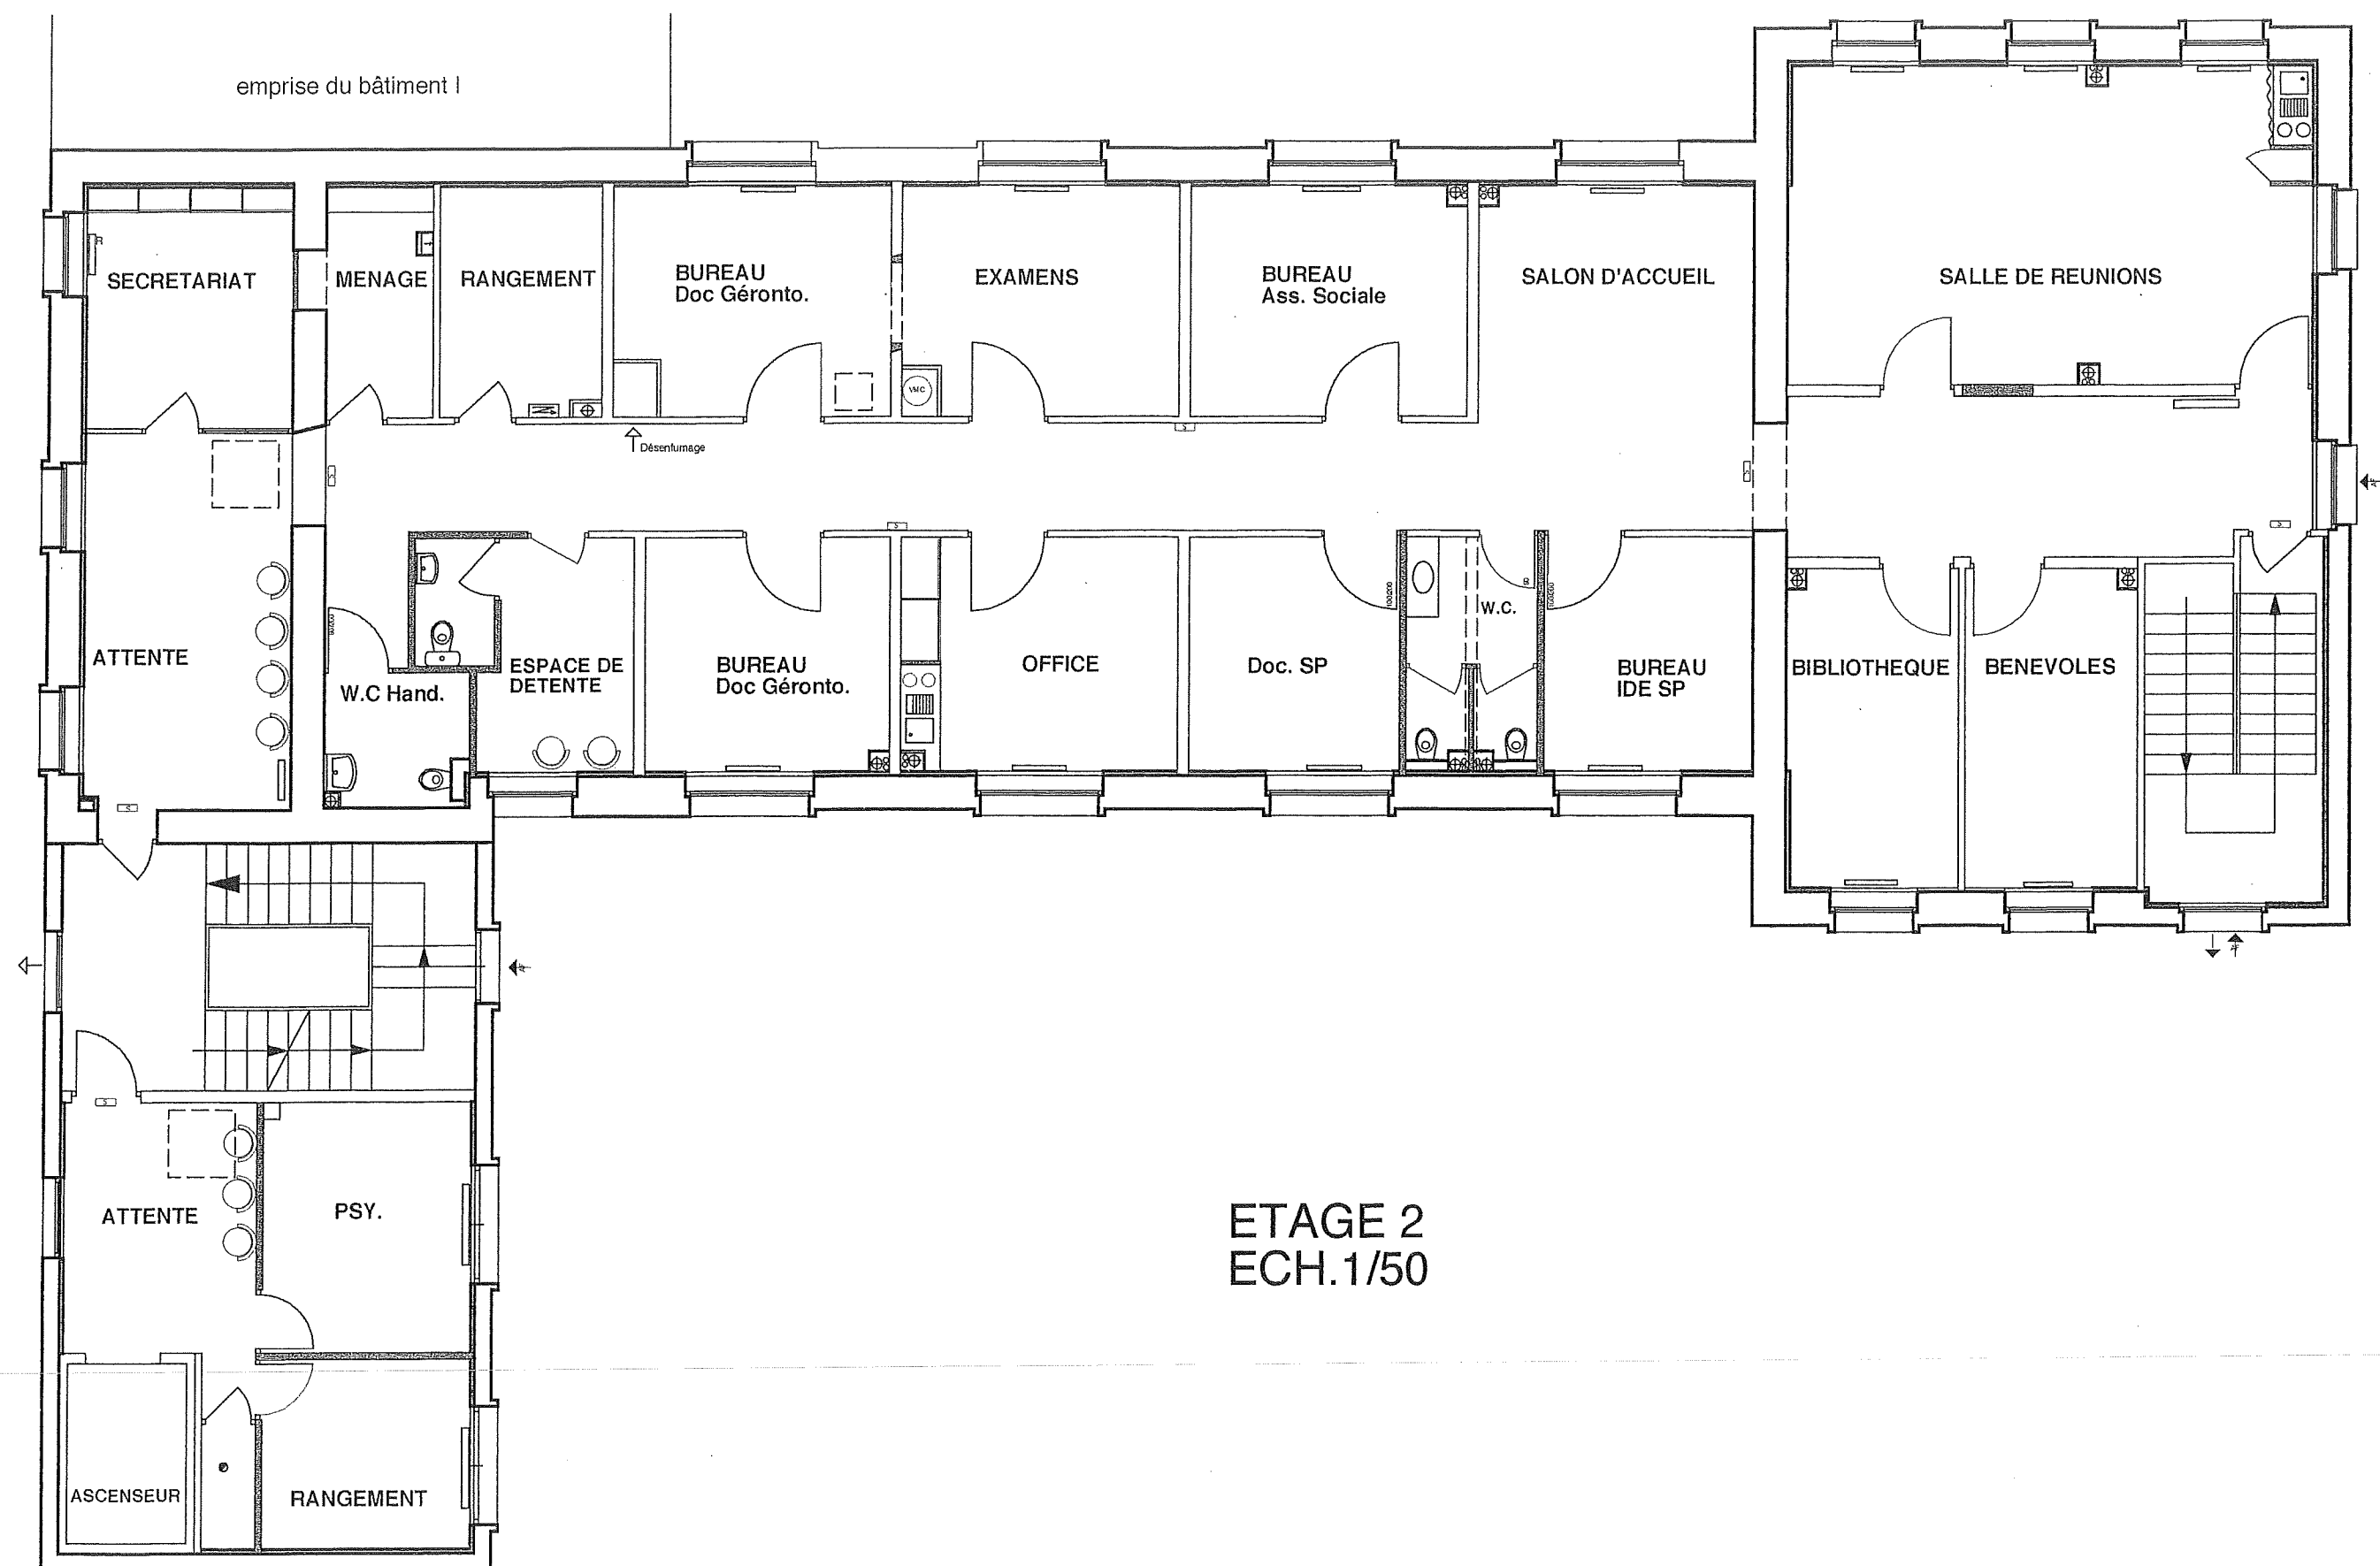 emprise du bâtiment I
SECRETARIAT
MENAGE
RANGEMENT
BUREAU
Doc Géronto.
EXAMENS
BUREAU
Ass. Sociale
SALON D'ACCUEIL
SALLE DE REUNIONS
VMC
Désenfumage
ATTENTE
W.C Hand.
ESPACE DE
DETENTE
BUREAU
Doc Géronto.
OFFICE
Doc. SP
W.C.
BUREAU
IDE SP
BIBLIOTHEQUE
BENEVOLES
ATTENTE
PSY.
ETAGE 2
ECH.1/50
ASCENSEUR
RANGEMENT